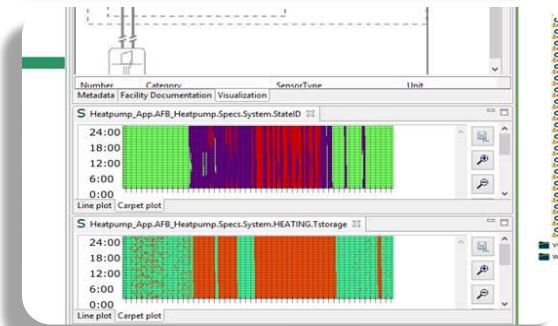 Number Category SensorType Unit
Metadata Facility Documentation Visualization
S Heatpump_App.AFB_Heatpump.Specs.System.StateID
24:00
18:00
12:00
6:00
0:00
Line plot Carpet plot
S Heatpump_App.AFB_Heatpump.Specs.System.HEATING.Tstorage
24:00
18:00
12:00
6:00
0:00
Line plot Carpet plot